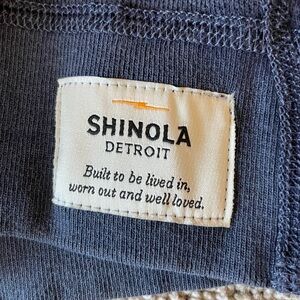 SHINOLA
DETROIT
Built to be lived in,
worn out and well loved.